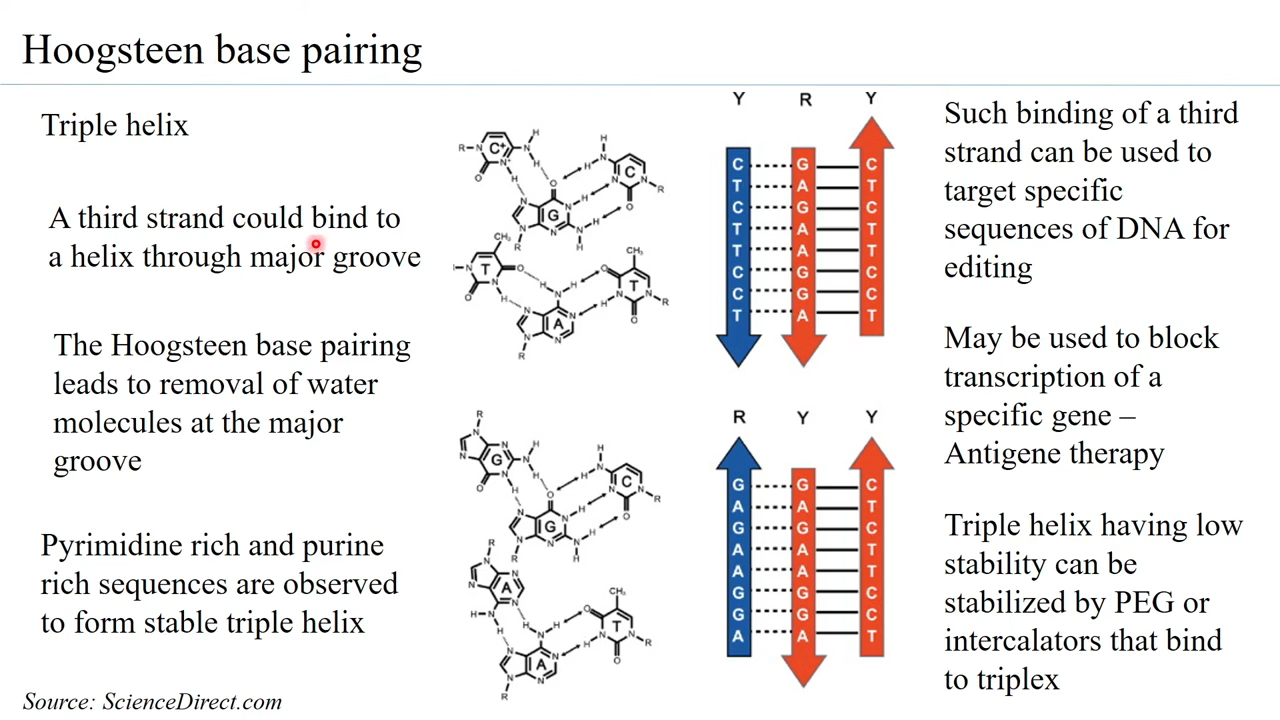 Hoogsteen base pairing
Triple helix
A third strand could bind to
a helix through major groove
The Hoogsteen base pairing
leads to removal of water
molecules at the major
groove
Pyrimidine rich and purine
rich sequences are observed
to form stable triple helix
Source: ScienceDirect.com
Y R Y
C G C
T A T
C G C
T A T
T A T
C G C
C G C
T A T
R Y Y
G G C
A A T
G G C
A A T
A A T
G G C
G G C
A A T
Such binding of a third
strand can be used to
target specific
sequences of DNA for
editing
May be used to block
transcription of a
specific gene –
Antigene therapy
Triple helix having low
stability can be
stabilized by PEG or
intercalators that bind
to triplex